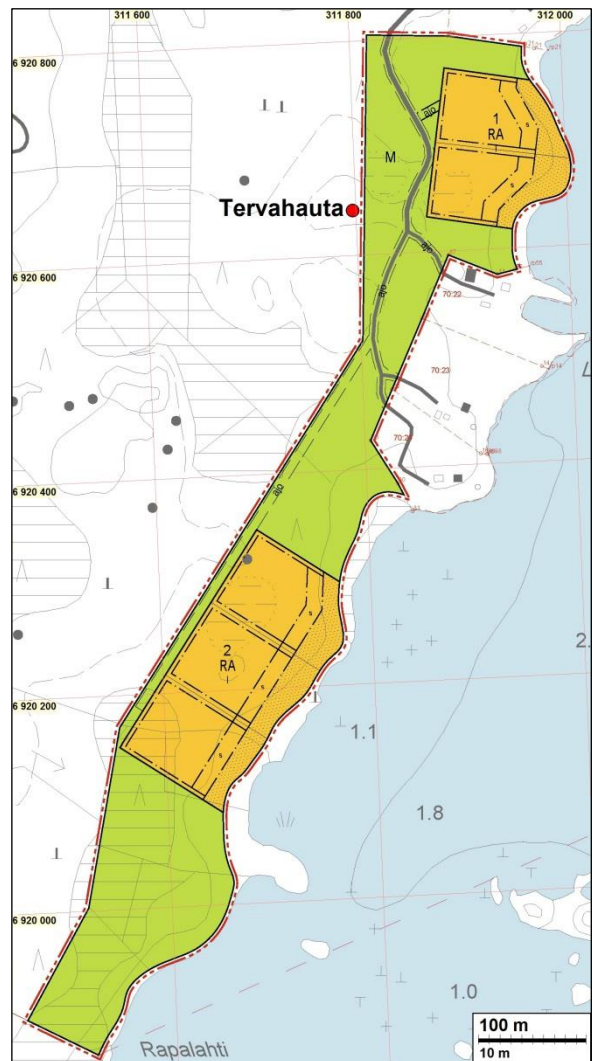 311 600
311 800
312 000
6 920 800
ajo
1
RA
s
M
Tervahauta
s
ajo
6 920 600
70:22
ajo
70:23
ajo
6 920 400
s
2
RA
s
6 920 200
2.
1.1
s
1.8
6 920 000
1.0
Rapalahti
100 m
10 m